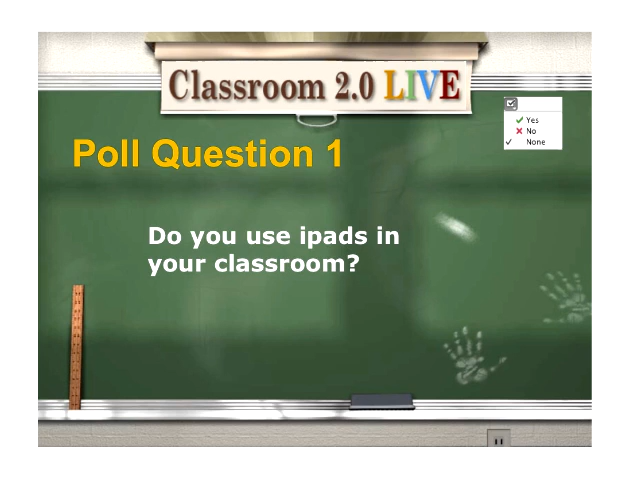 Classroom 2.0 LIVE
Yes
No
None
Poll Question 1
Do you use ipads in
your classroom?